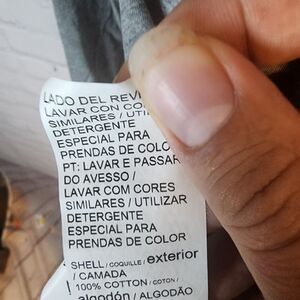 LADO DEL REV
LAVAR CON CO
SIMILARES / UTI
DETERGENTE
ESPECIAL PARA
PRENDAS DE COLO
PT: LAVAR E PASSAR
DO AVESSO /
LAVAR COM CORES
SIMILARES / UTILIZAR
DETERGENTE
ESPECIAL PARA
PRENDAS DE COLOR
SHELL / COQUILLE / exterior
/ CAMADA
100% COTTON / COTON /
algodón / ALGODÃO